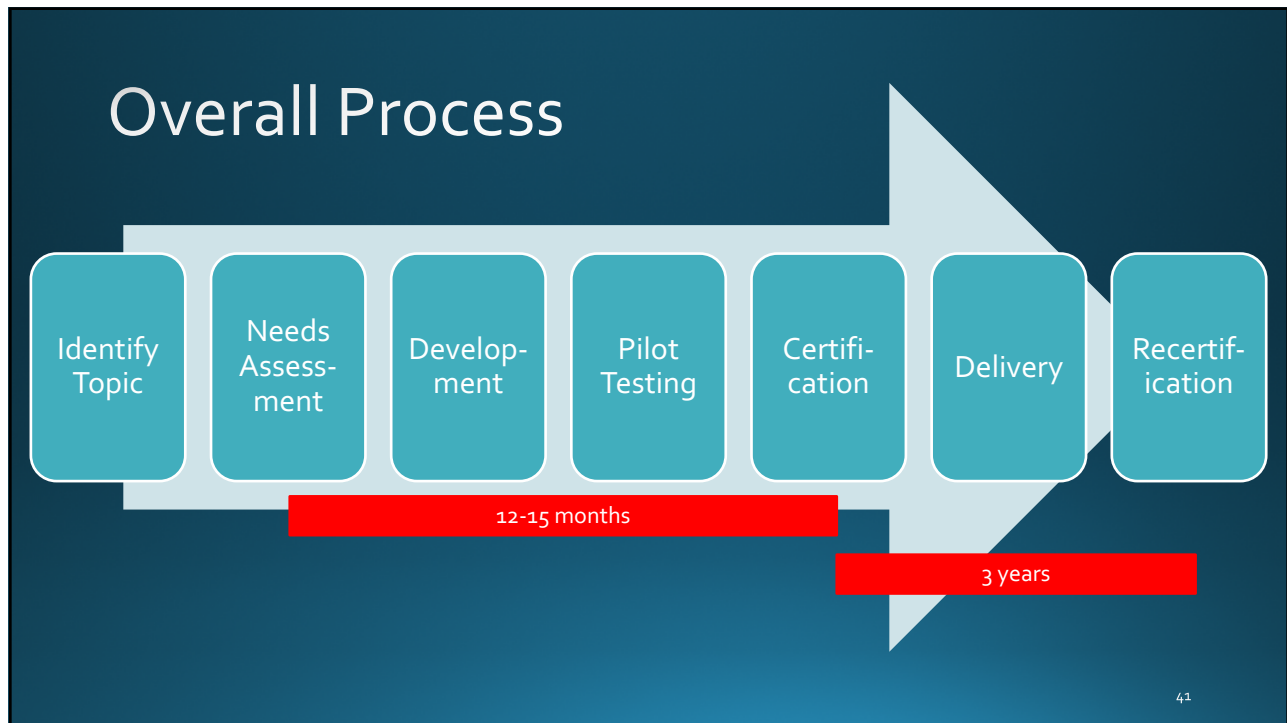 Overall Process
Identify
Topic
Needs
Assess-
ment
Develop-
ment
Pilot
Testing
Certifi-
cation
Delivery
Recertif-
ication
12-15 months
3 years
41